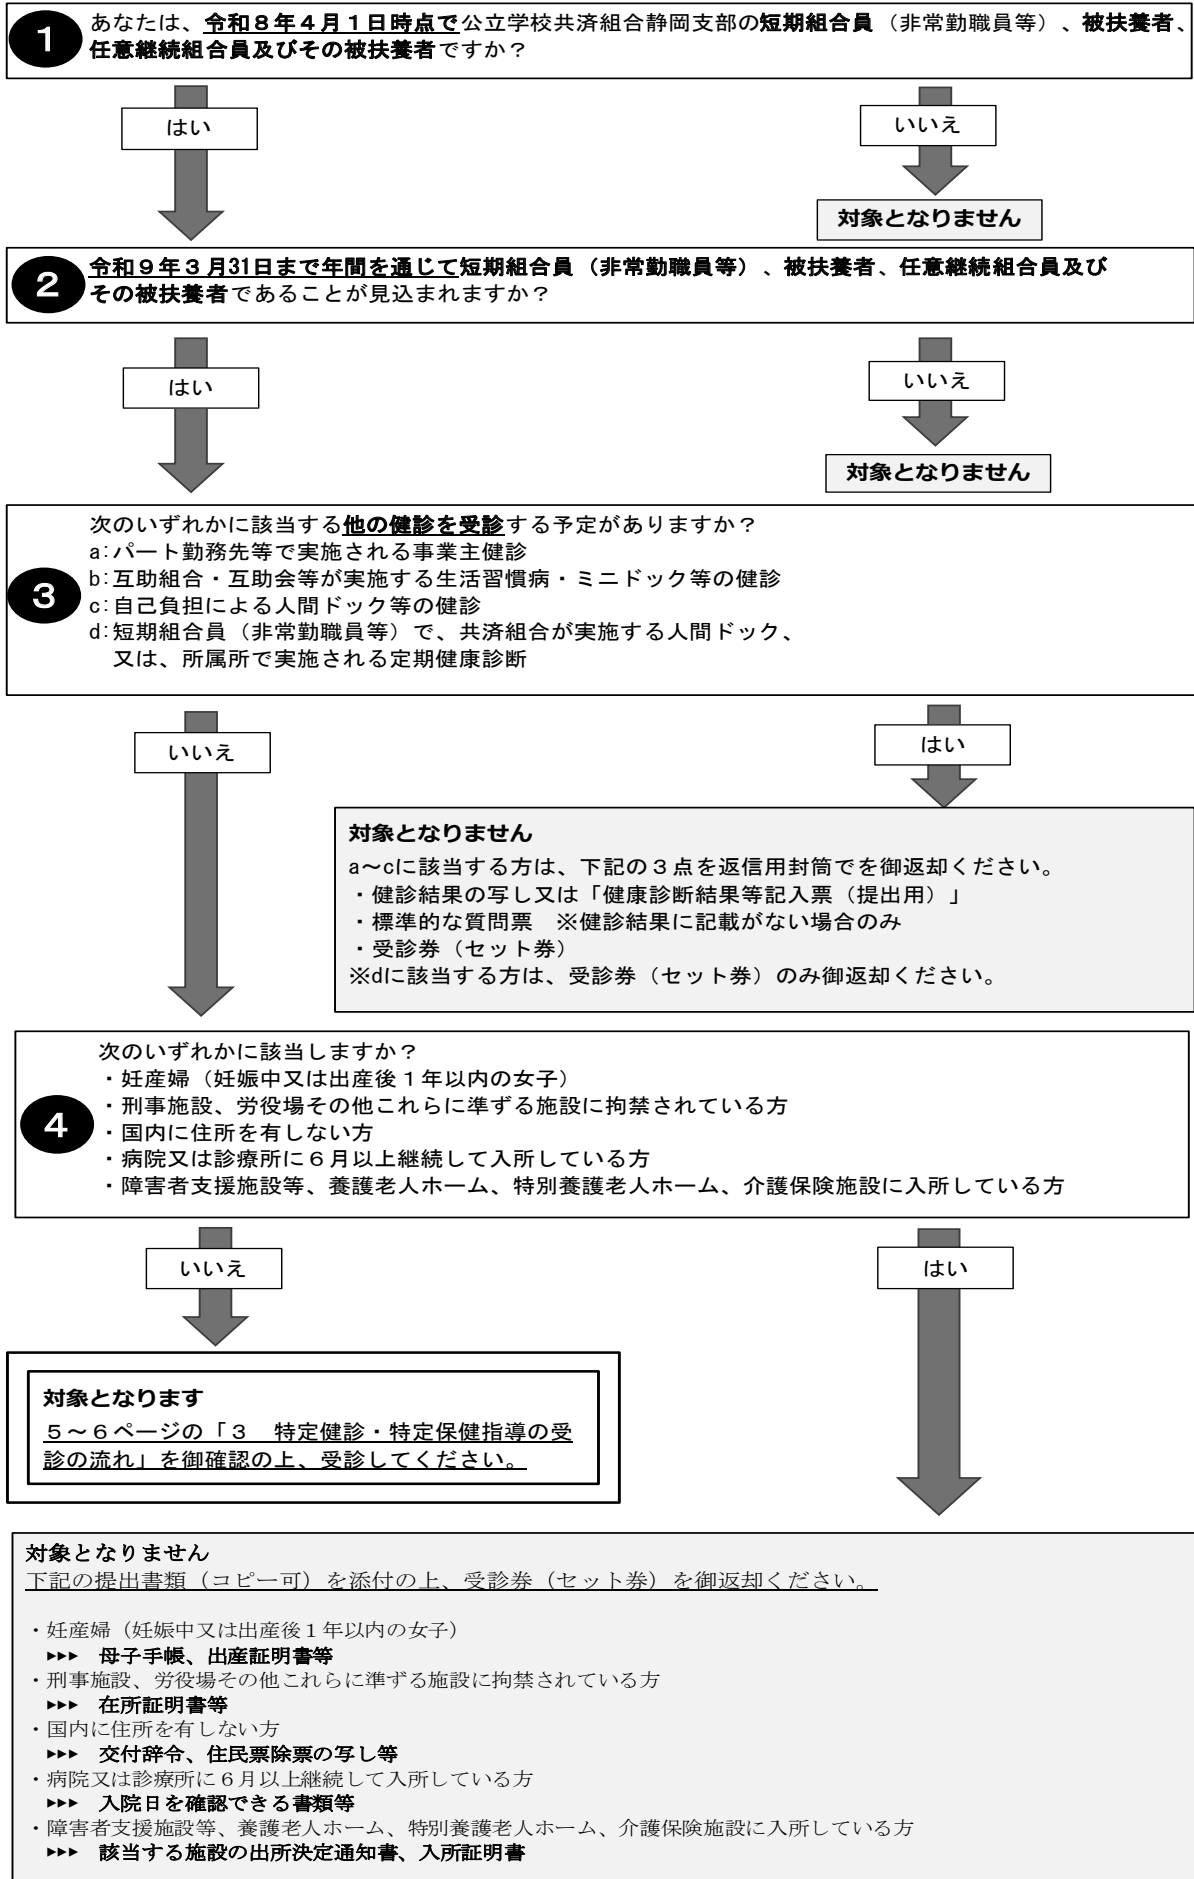 1
あなたは、令和８年４月１日時点で公立学校共済組合静岡支部の短期組合員（非常勤職員等）、被扶養者、
任意継続組合員及びその被扶養者ですか？
はい
いいえ
対象となりません
2
令和９年３月31日まで年間を通じて短期組合員（非常勤職員等）、被扶養者、任意継続組合員及び
その被扶養者であることが見込まれますか？
はい
いいえ
対象となりません
3
次のいずれかに該当する他の健診を受診する予定がありますか？
a:パート勤務先等で実施される事業主健診
b:互助組合・互助会等が実施する生活習慣病・ミニドック等の健診
c:自己負担による人間ドック等の健診
d:短期組合員（非常勤職員等）で、共済組合が実施する人間ドック、
又は、所属所で実施される定期健康診断
いいえ
はい
対象となりません
a～cに該当する方は、下記の３点を返信用封筒でを御返却ください。
・健診結果の写し又は「健康診断結果等記入票（提出用）」
・標準的な質問票　※健診結果に記載がない場合のみ
・受診券（セット券）
※dに該当する方は、受診券（セット券）のみ御返却ください。
4
次のいずれかに該当しますか？
・妊産婦（妊娠中又は出産後１年以内の女子）
・刑事施設、労役場その他これらに準ずる施設に拘禁されている方
・国内に住所を有しない方
・病院又は診療所に６月以上継続して入所している方
・障害者支援施設等、養護老人ホーム、特別養護老人ホーム、介護保険施設に入所している方
いいえ
はい
対象となります
５～６ページの「３　特定健診・特定保健指導の受
診の流れ」を御確認の上、受診してください。
対象となりません
下記の提出書類（コピー可）を添付の上、受診券（セット券）を御返却ください。
・妊産婦（妊娠中又は出産後１年以内の女子）
▸▸▸　母子手帳、出産証明書等
・刑事施設、労役場その他これらに準ずる施設に拘禁されている方
▸▸▸　在所証明書等
・国内に住所を有しない方
▸▸▸　交付辞令、住民票除票の写し等
・病院又は診療所に６月以上継続して入所している方
▸▸▸　入院日を確認できる書類等
・障害者支援施設等、養護老人ホーム、特別養護老人ホーム、介護保険施設に入所している方
▸▸▸　該当する施設の出所決定通知書、入所証明書